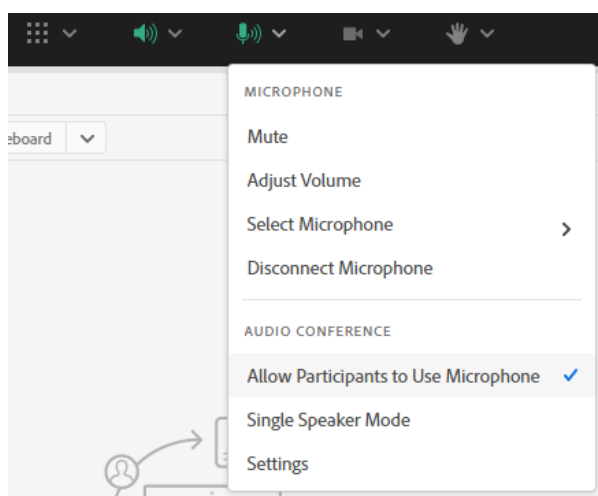 eboard
MICROPHONE
Mute
Adjust Volume
Select Microphone
Disconnect Microphone
AUDIO CONFERENCE
Allow Participants to Use Microphone
Single Speaker Mode
Settings